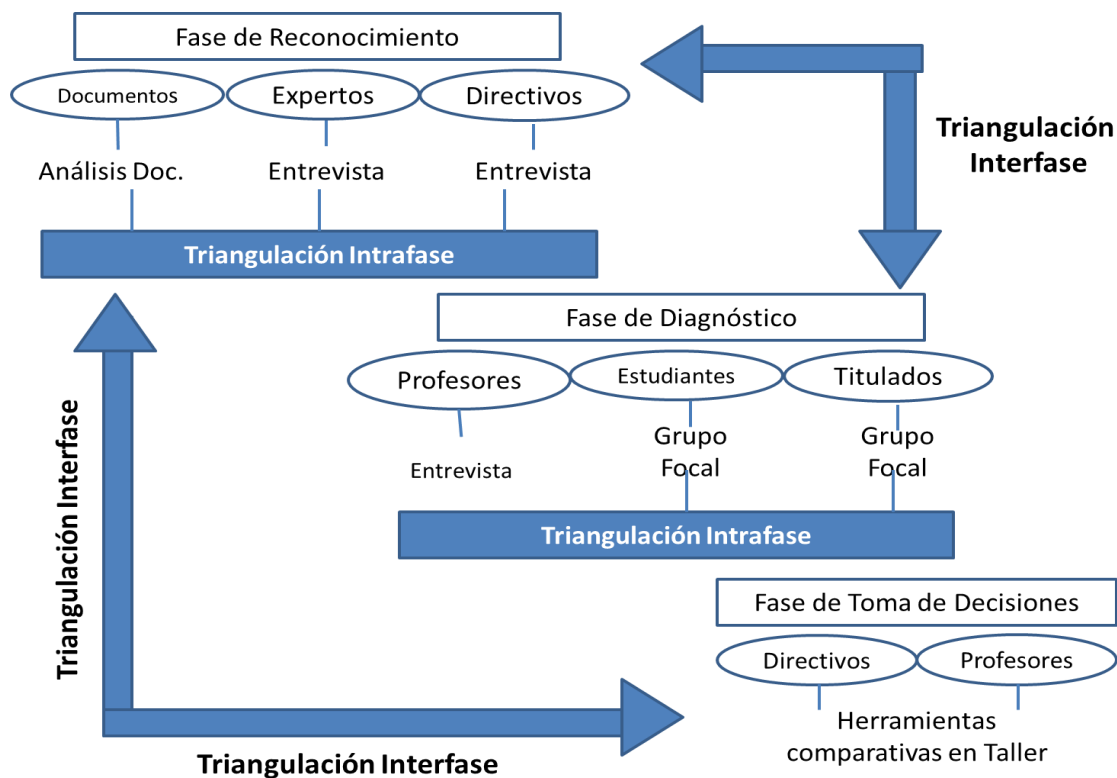 Fase de Reconocimiento
Documentos
Expertos
Directivos
Análisis Doc.
Entrevista
Entrevista
Triangulación Intrafase
Triangulación
Interfase
Fase de Diagnóstico
Profesores
Estudiantes
Titulados
Entrevista
Grupo
Focal
Grupo
Focal
Triangulación Intrafase
Triangulación Interfase
Fase de Toma de Decisiones
Directivos
Profesores
Herramientas
comparativas en Taller
Triangulación Interfase